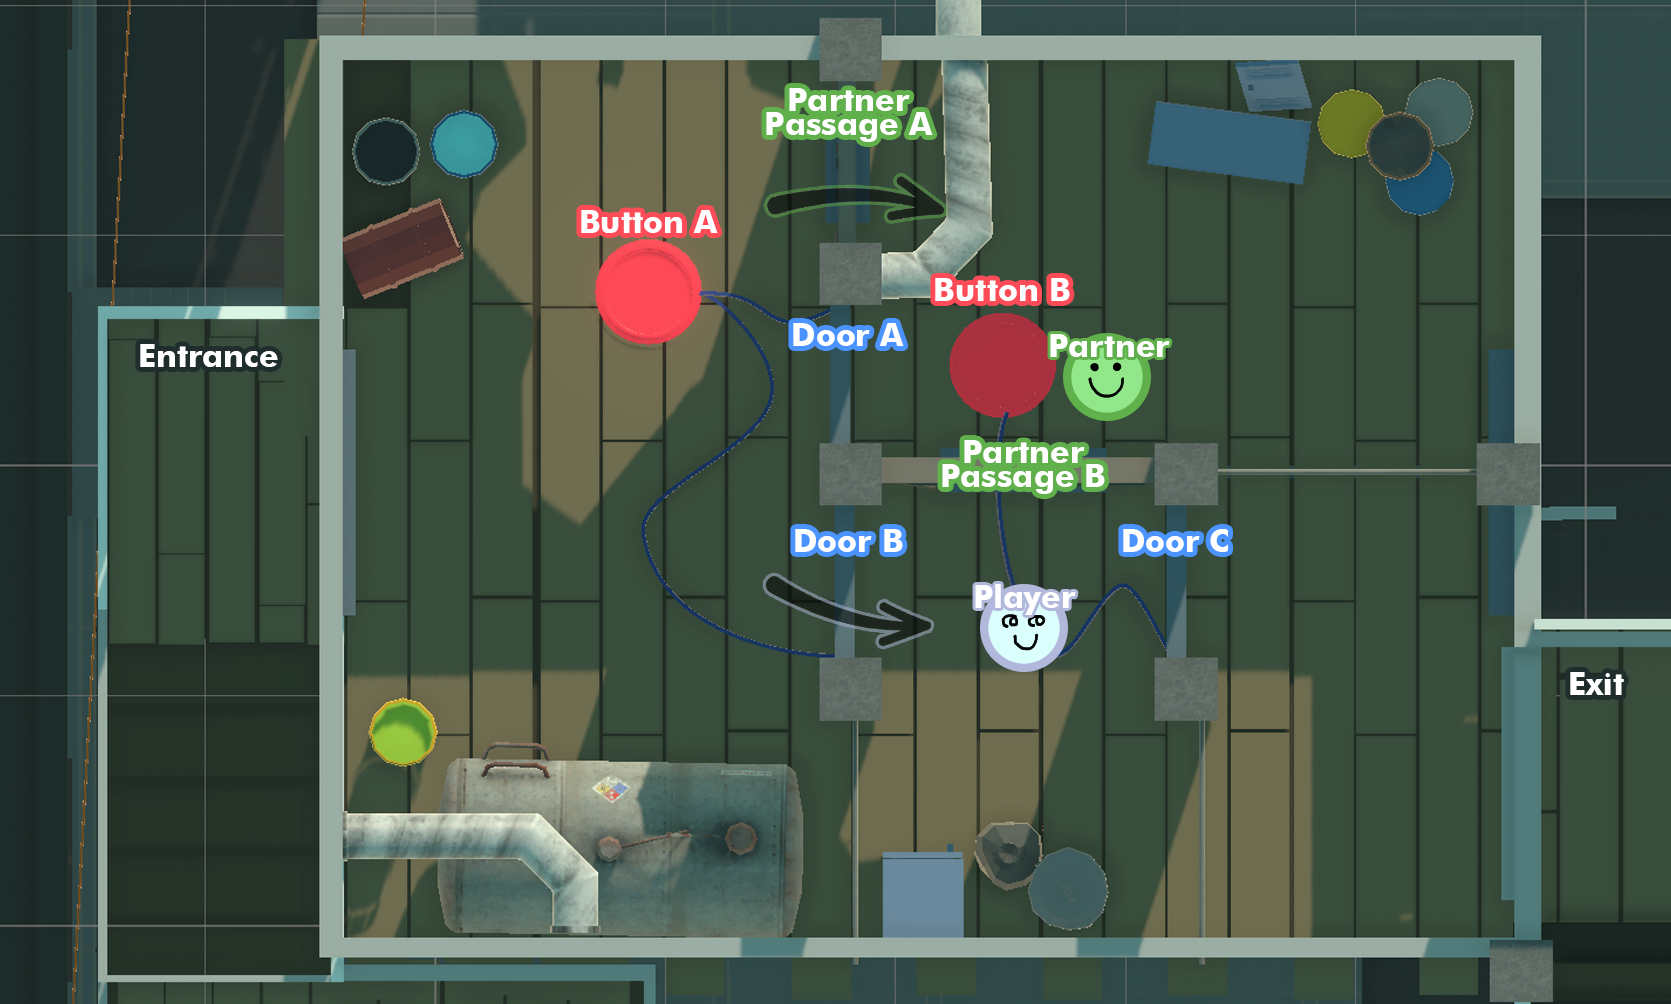 Partner
Passage A
Button A
Button B
Door A
Partner
Entrance
Partner
Passage B
Door B
Door C
Player
Exit